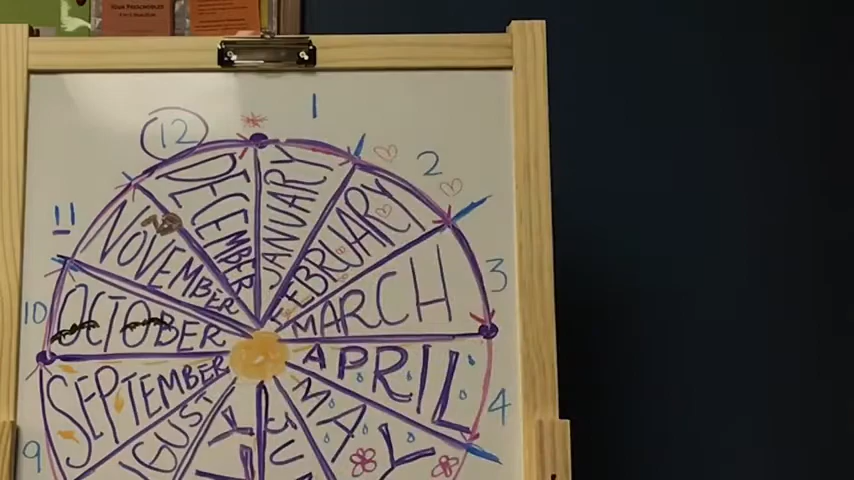 1
2
3
4
9
10
11
12
JANUARY
FEBRUARY
MARCH
APRIL
MAY
SEPTEMBER
OCTOBER
NOVEMBER
DECEMBER